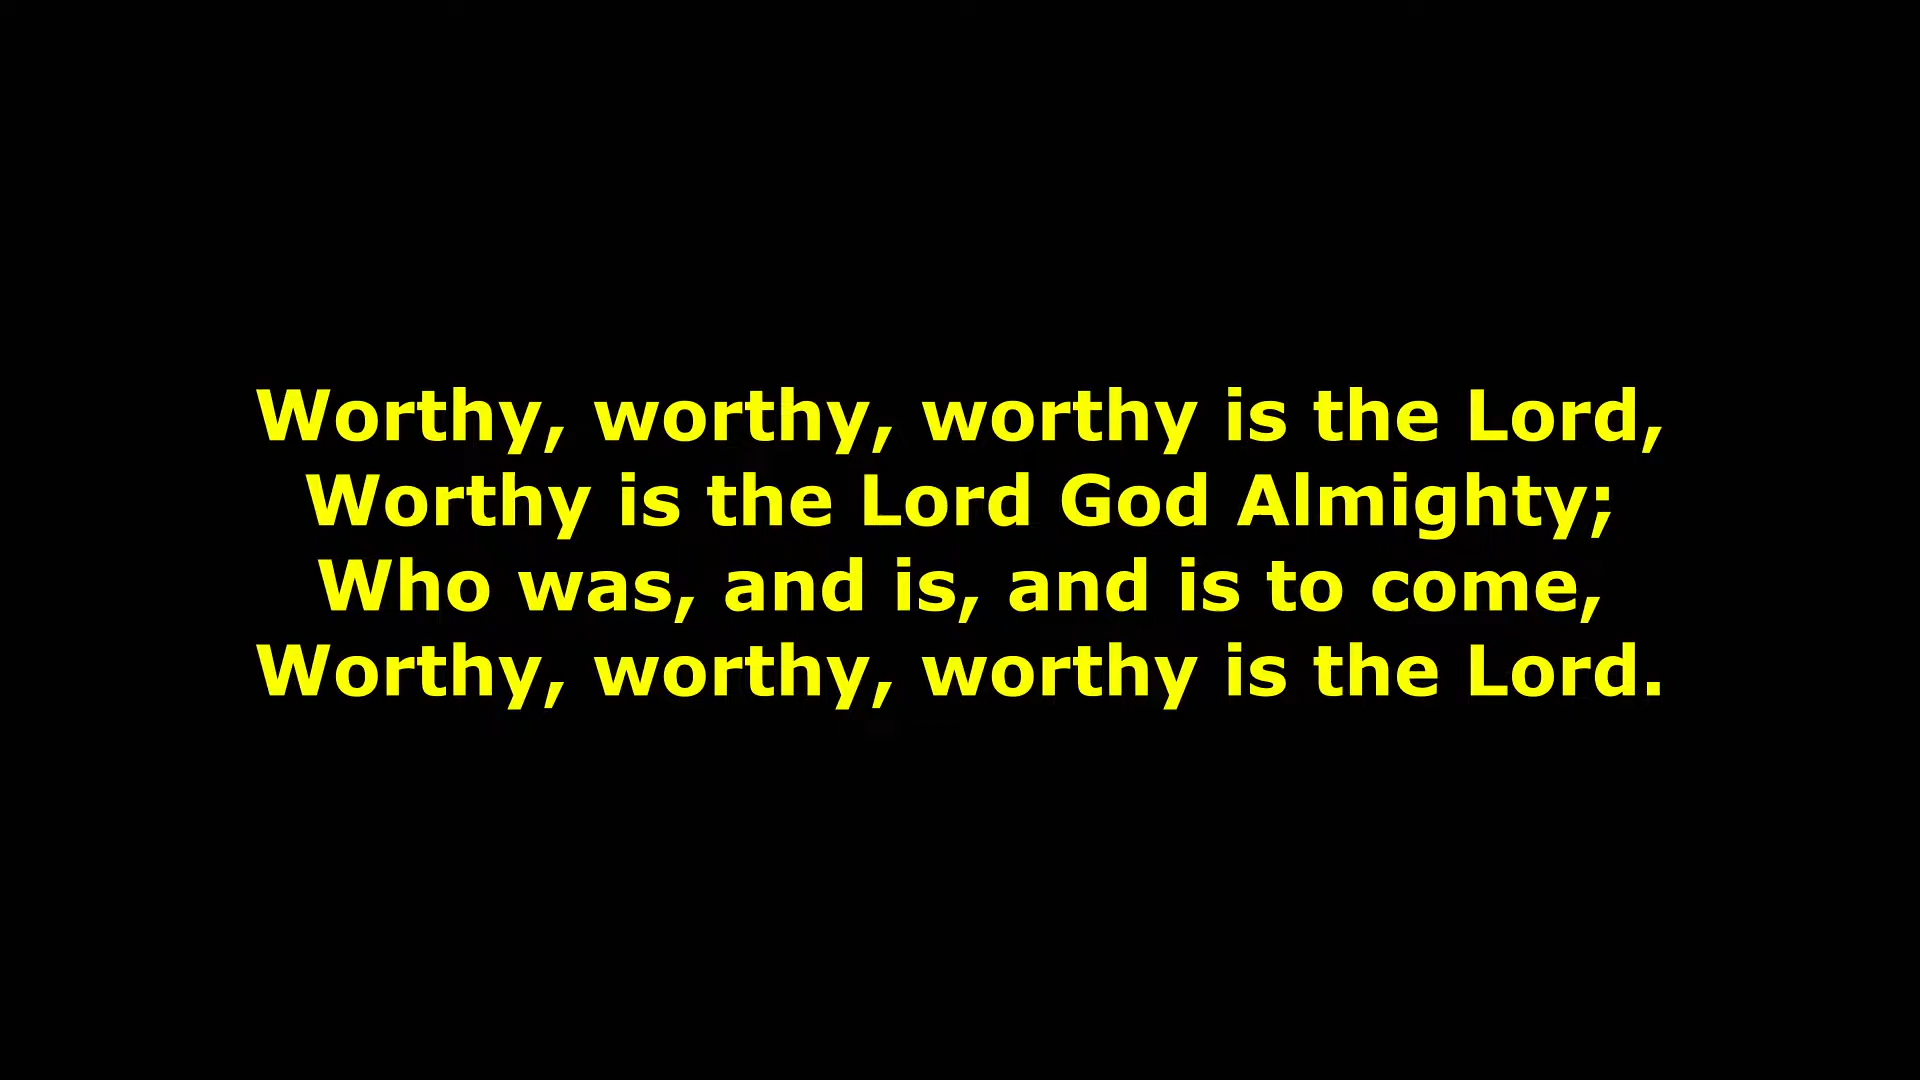 Worthy, worthy, worthy is the Lord,
Worthy is the Lord God Almighty;
Who was, and is, and is to come,
Worthy, worthy, worthy is the Lord.